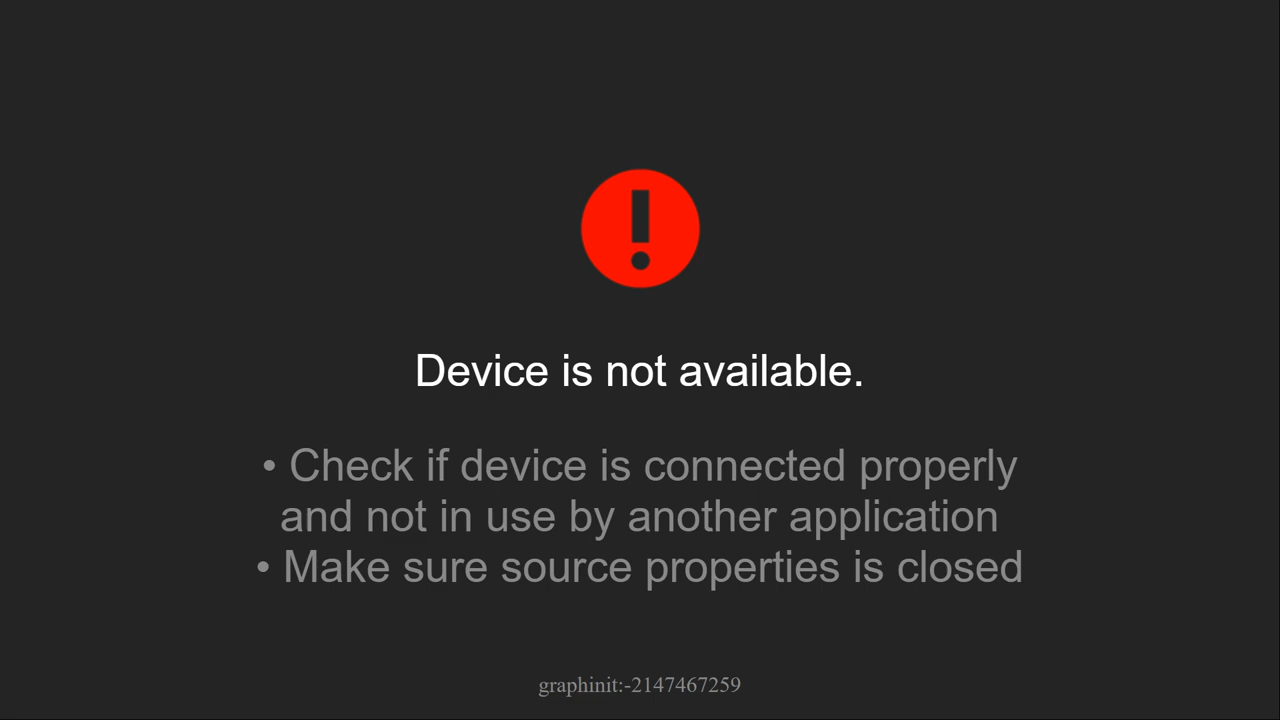 Device is not available.
• Check if device is connected properly
and not in use by another application
• Make sure source properties is closed
graphinit:-2147467259